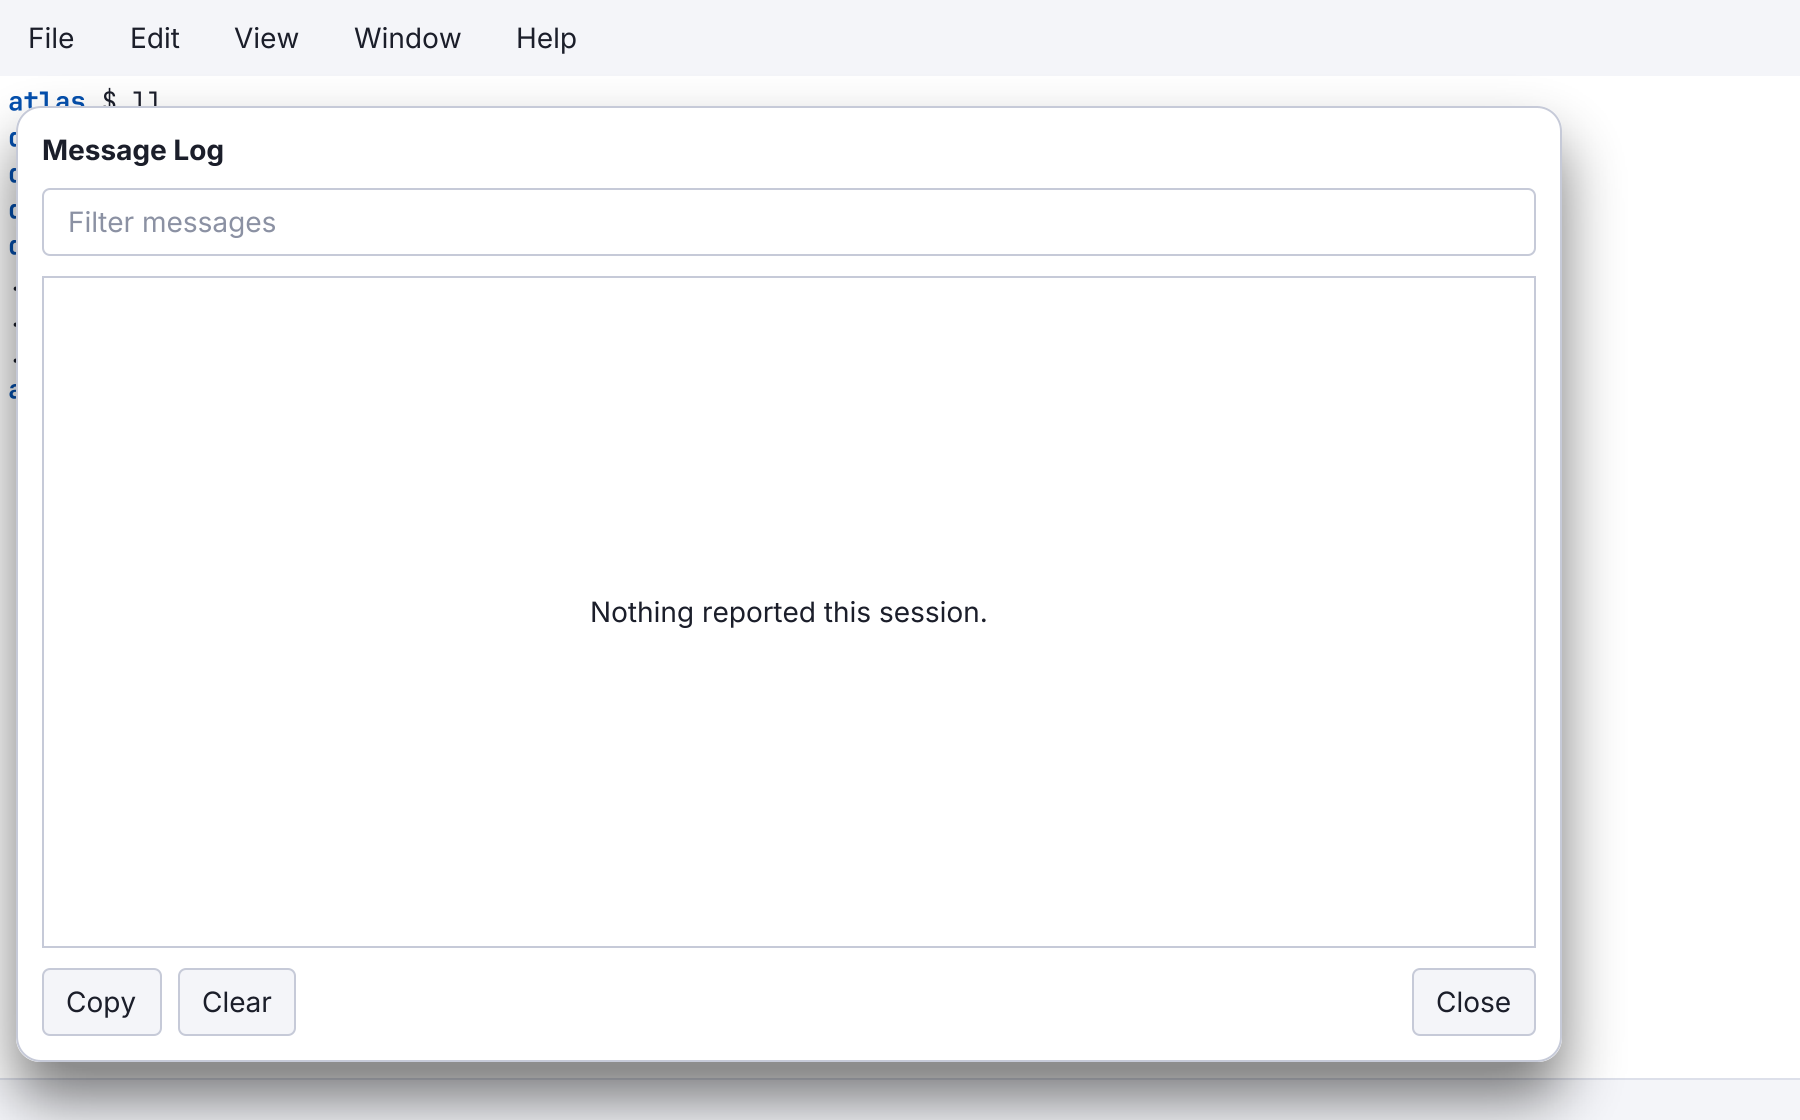 File Edit View Window Help
atlas $ ll
Message Log
Filter messages
Nothing reported this session.
Copy Clear Close